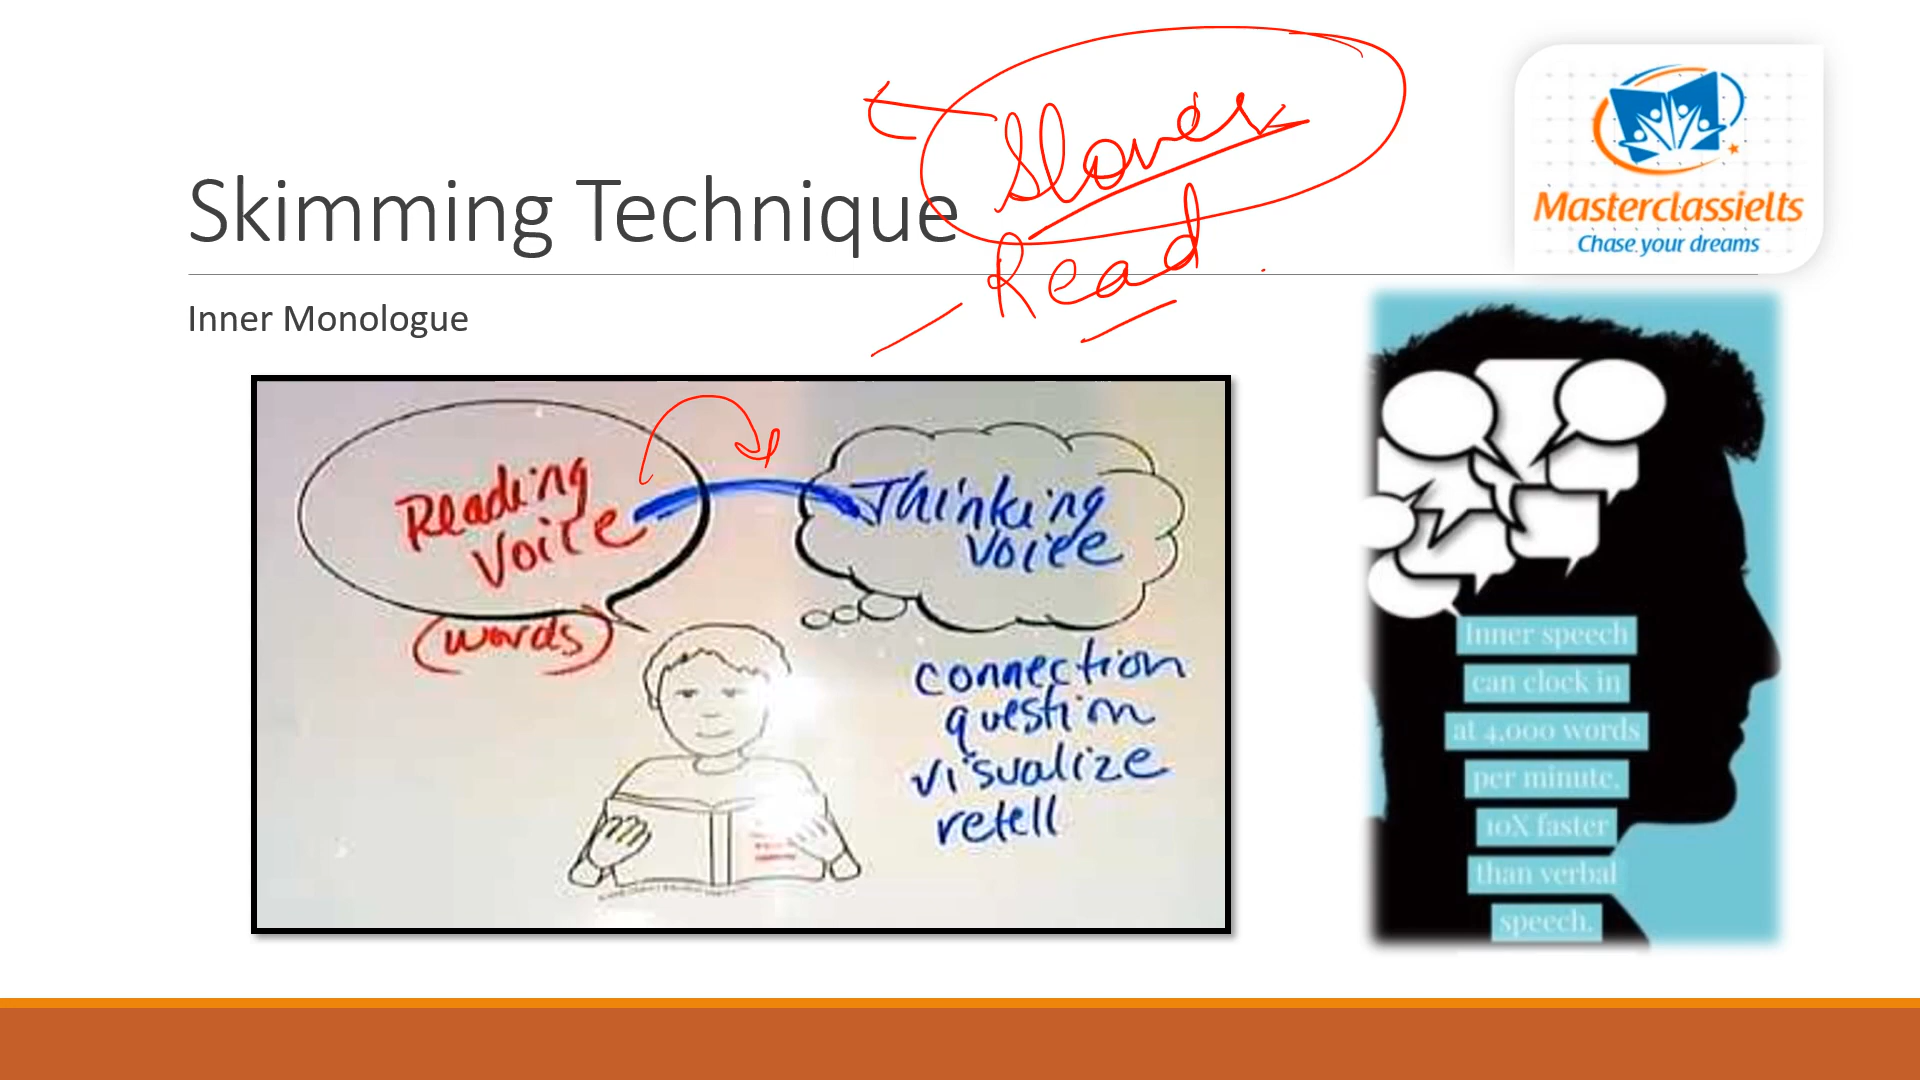 Skimming Technique
Read
Masterclassielts
Chase your dreams
Inner Monologue
Reading
Voice
(words)
Thinking
voice
connection
question
visualize
retell
Inner speech
can clock in
at 4,000 words
per minute,
10X faster
than verbal
speech.